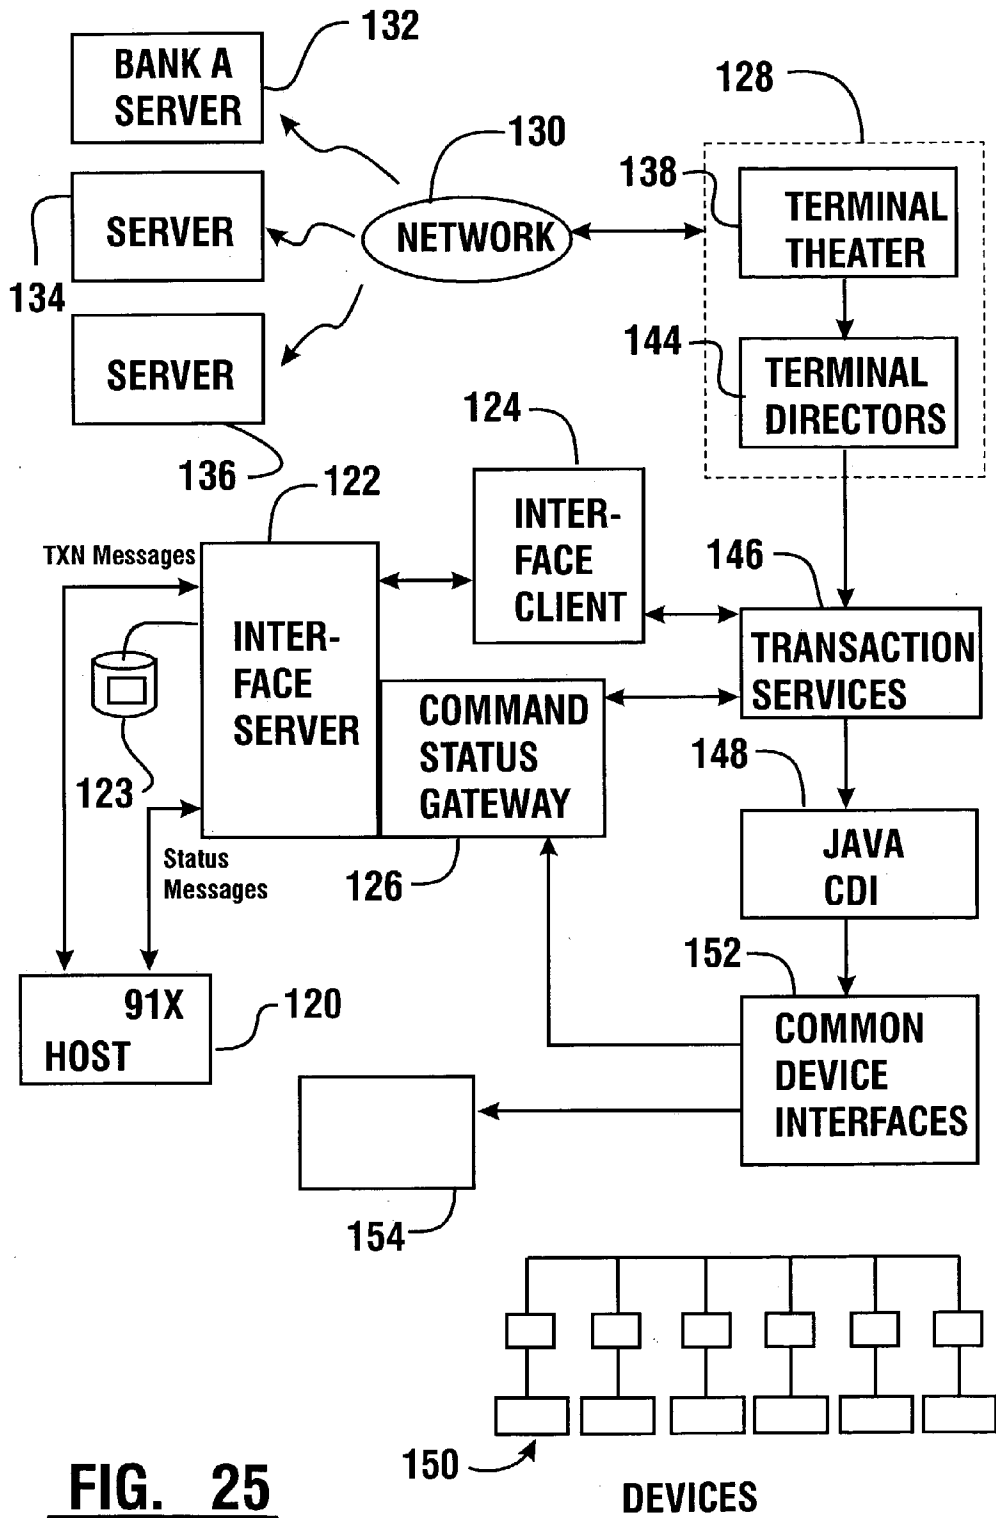 132
BANK A
SERVER
128
130
138
TERMINAL
THEATER
SERVER
NETWORK
134
144
SERVER
TERMINAL
DIRECTORS
124
136
122
INTER-
FACE
CLIENT
TXN Messages
146
INTER-
FACE
SERVER
TRANSACTION
SERVICES
COMMAND
STATUS
GATEWAY
123
148
Status
Messages
126
JAVA
CDI
152
91X
HOST
120
COMMON
DEVICE
INTERFACES
154
150
FIG. 25
DEVICES